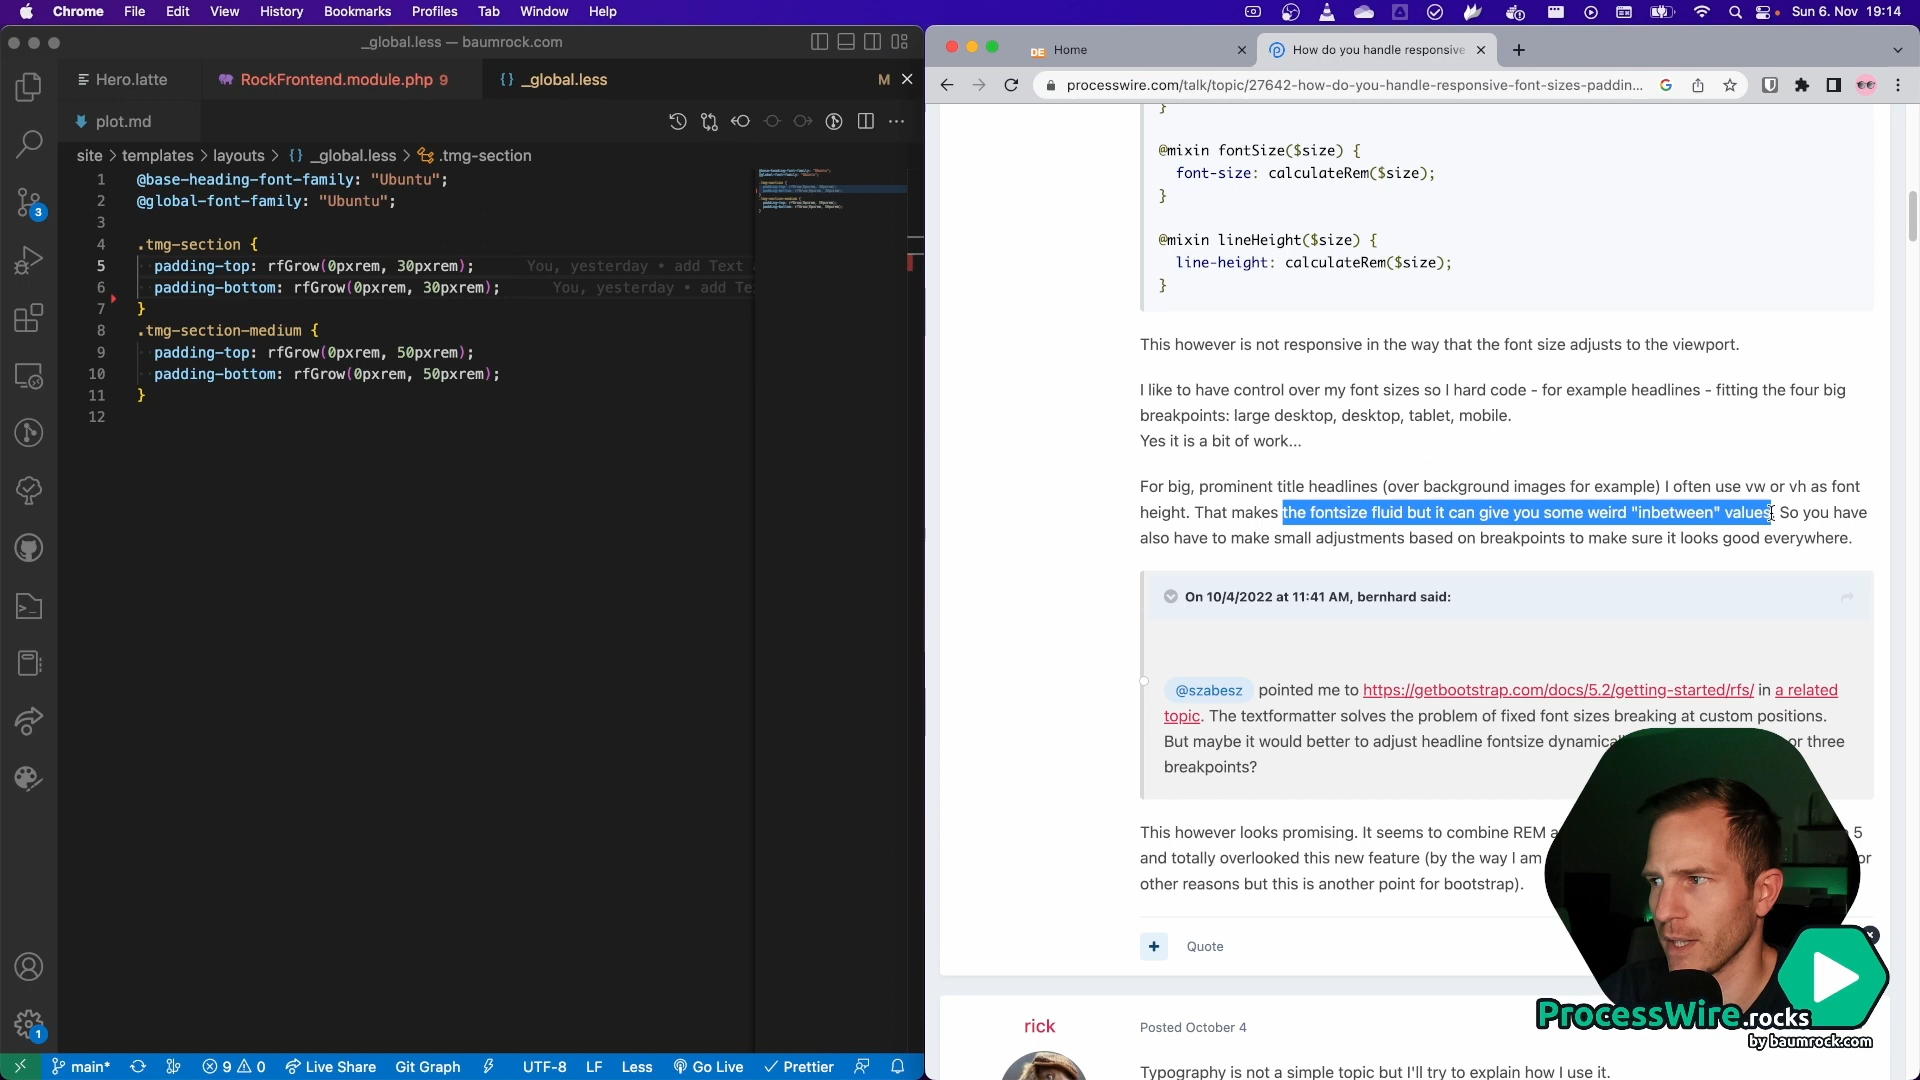 Chrome File Edit View History Bookmarks Profiles Tab Window Help
Sun 6. Nov 19:14
_global.less — baumrock.com
Hero.latte
RockFrontend.module.php 9
{} _global.less
M
plot.md
site > templates > layouts > {} _global.less > .tmg-section
1 @base-heading-font-family: "Ubuntu";
2 @global-font-family: "Ubuntu";
3
4 .tmg-section {
5 padding-top: rfGrow(0pxrem, 30pxrem); You, yesterday • add Text
6 padding-bottom: rfGrow(0pxrem, 30pxrem); You, yesterday • add Te
7 }
8 .tmg-section-medium {
9 padding-top: rfGrow(0pxrem, 50pxrem);
10 padding-bottom: rfGrow(0pxrem, 50pxrem);
11 }
12
3
1
main*
9
0
Live Share
Git Graph
UTF-8
LF
Less
Go Live
Prettier
DE Home
How do you handle responsive
processwire.com/talk/topic/27642-how-do-you-handle-responsive-font-sizes-paddin...
}
@mixin fontSize($size) {
font-size: calculateRem($size);
}
@mixin lineHeight($size) {
line-height: calculateRem($size);
}
This however is not responsive in the way that the font size adjusts to the viewport.
I like to have control over my font sizes so I hard code - for example headlines - fitting the four big
breakpoints: large desktop, desktop, tablet, mobile.
Yes it is a bit of work...
For big, prominent title headlines (over background images for example) I often use vw or vh as font
height. That makes the fontsize fluid but it can give you some weird "inbetween" values. So you have
also have to make small adjustments based on breakpoints to make sure it looks good everywhere.
On 10/4/2022 at 11:41 AM, bernhard said:
@szabesz pointed me to https://getbootstrap.com/docs/5.2/getting-started/rfs/ in a related
topic. The textformatter solves the problem of fixed font sizes breaking at custom positions.
But maybe it would better to adjust headline fontsize dynamical or three
breakpoints?
This however looks promising. It seems to combine REM 5
and totally overlooked this new feature (by the way I am or
other reasons but this is another point for bootstrap).
+ Quote
rick
Posted October 4
Typography is not a simple topic but I'll try to explain how I use it.
ProcessWire.rocks
by baumrock.com